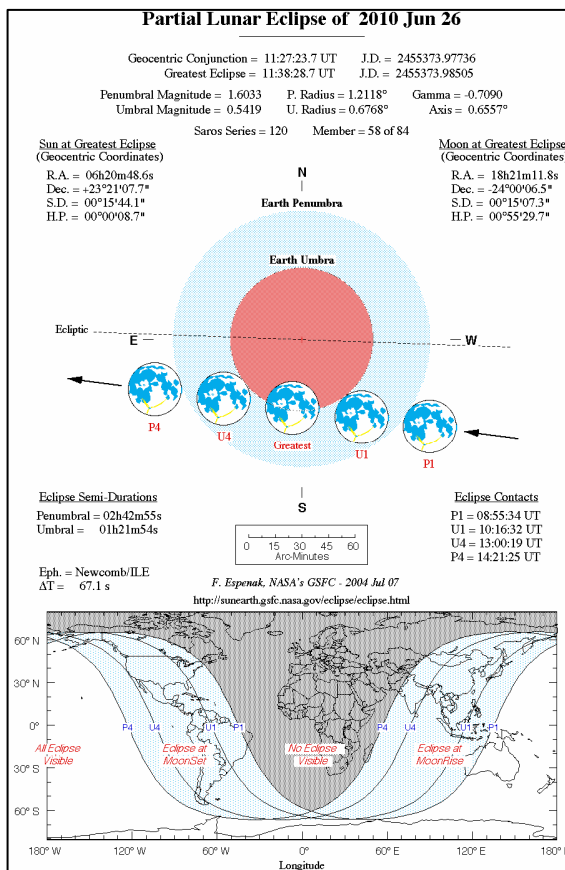 Partial Lunar Eclipse of 2010 Jun 26
Geocentric Conjunction = 11:27:23.7 UT J.D. = 2455373.97736
Greatest Eclipse = 11:38:28.7 UT J.D. = 2455373.98505
Penumbral Magnitude = 1.6033 P. Radius = 1.2118° Gamma = -0.7090
Umbral Magnitude = 0.5419 U. Radius = 0.6768° Axis = 0.6557°
Saros Series = 120 Member = 58 of 84
Sun at Greatest Eclipse
(Geocentric Coordinates)
R.A. = 06h20m48.6s
Dec. = +23°21'07.7"
S.D. = 00°15'44.1"
H.P. = 00°00'08.7"
Moon at Greatest Eclipse
(Geocentric Coordinates)
R.A. = 18h21m11.8s
Dec. = -24°00'06.5"
S.D. = 00°15'07.3"
H.P. = 00°55'29.7"
N
Earth Penumbra
Earth Umbra
Ecliptic
E
W
P4
U4
Greatest
U1
P1
S
Eclipse Semi-Durations
Penumbral = 02h42m55s
Umbral = 01h21m54s
Eph. = Newcomb/ILE
ΔT = 67.1 s
0 15 30 45 60
Arc-Minutes
Eclipse Contacts
P1 = 08:55:34 UT
U1 = 10:16:32 UT
U4 = 13:00:19 UT
P4 = 14:21:25 UT
F. Espenak, NASA's GSFC - 2004 Jul 07
http://sunearth.gsfc.nasa.gov/eclipse/eclipse.html
60° N
30° N
0°
30° S
60° S
P4 U4 U1 P1 P4 U4 U1 P1
All Eclipse
Visible
Eclipse at
MoonSet
No Eclipse
Visible
Eclipse at
MoonRise
180° W 120° W 60° W 0° 60° E 120° E 180° E
Longitude